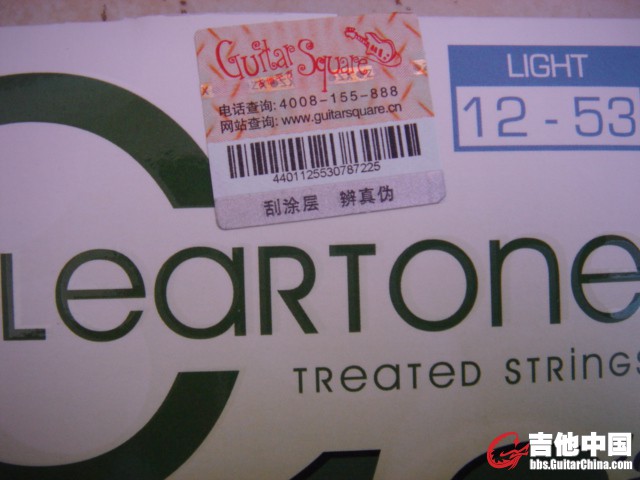 Guitar Square
电话查询: 4008-155-888
网站查询: www.guitarsquare.cn
4401125530787225
刮涂层 辨真伪
LIGHT
12 - 53
CLeaRTone
TReaTeD STRinGS
吉他中国
bbs.GuitarChina.com